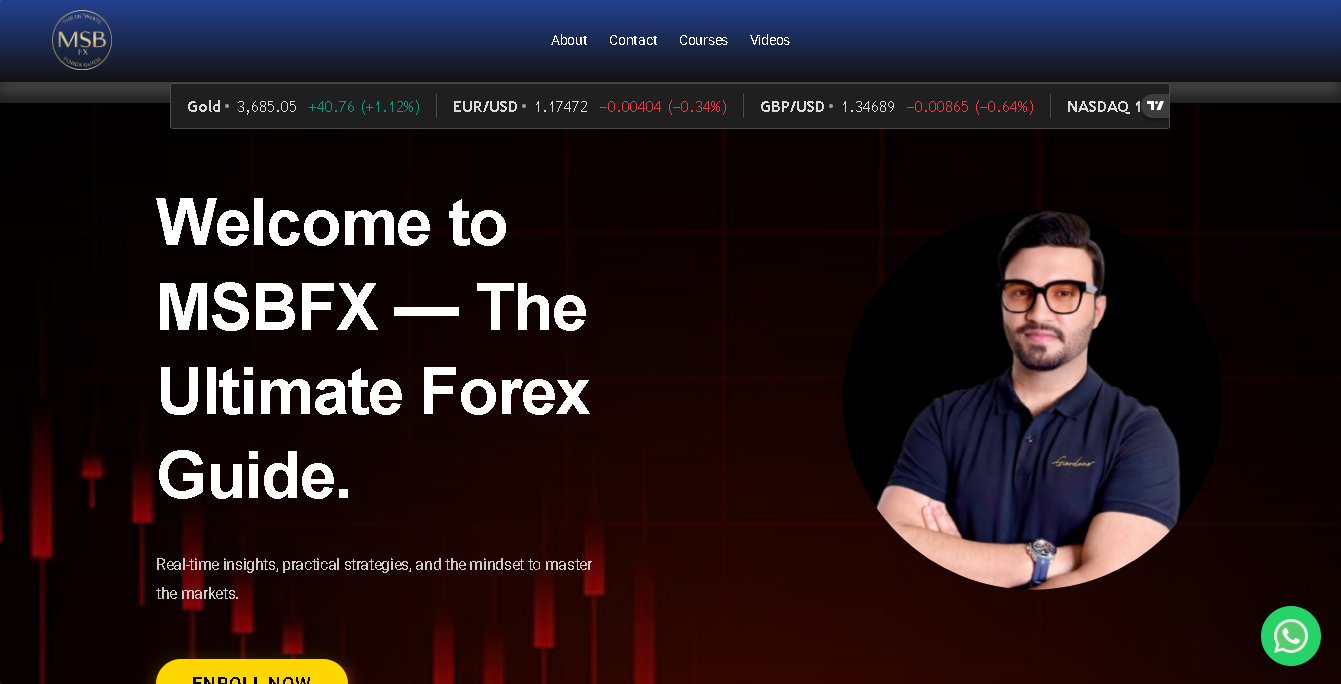 THE ULTIMATE
MSB
FX
FOREX GUIDE
About Contact Courses Videos
Gold • 3,685.05 +40.76 (+1.12%) EUR/USD • 1.17472 −0.00404 (−0.34%) GBP/USD • 1.34689 −0.00865 (−0.64%) NASDAQ 1
Welcome to
MSBFX — The
Ultimate Forex
Guide.
Giordano
Real-time insights, practical strategies, and the mindset to master
the markets.
ENROLL NOW